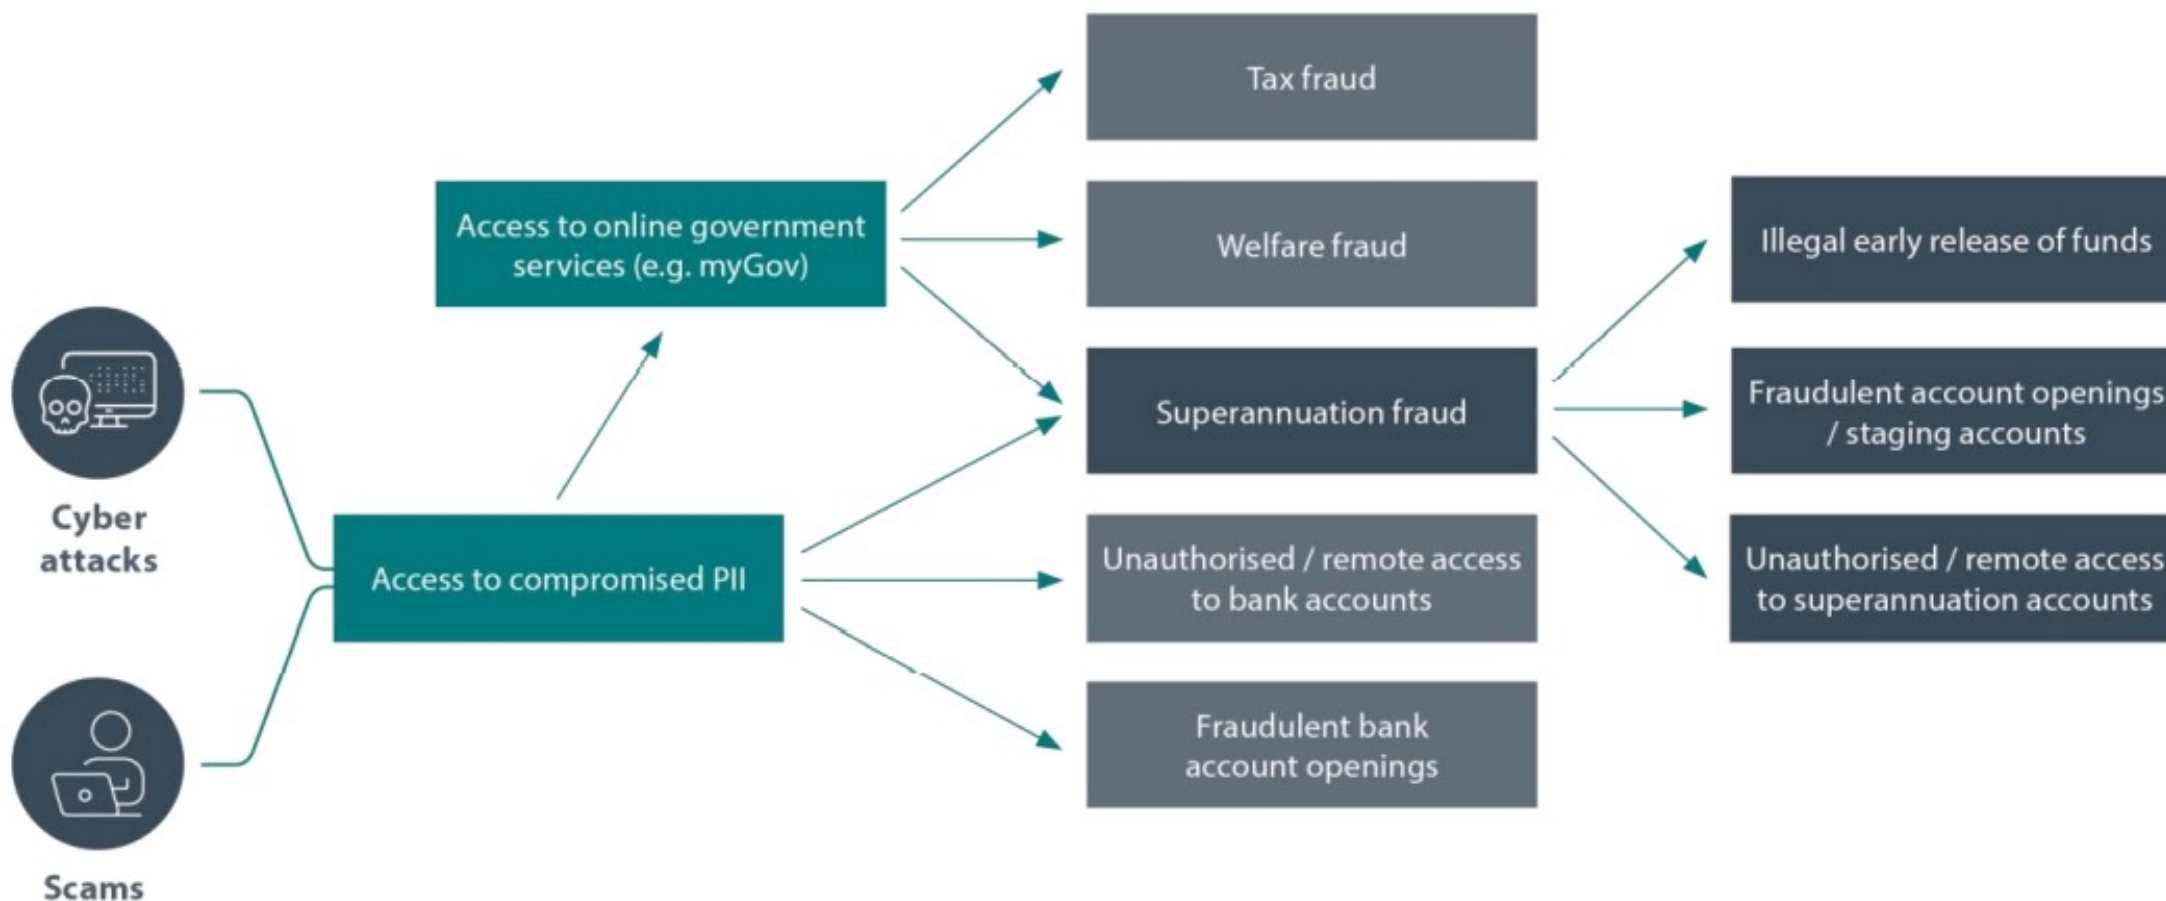 Tax fraud
Access to online government
services (e.g. myGov)
Welfare fraud
Illegal early release of funds
Superannuation fraud
Fraudulent account openings
/ staging accounts
Cyber
attacks
Access to compromised PII
Unauthorised / remote access
to bank accounts
Unauthorised / remote access
to superannuation accounts
Fraudulent bank
account openings
Scams